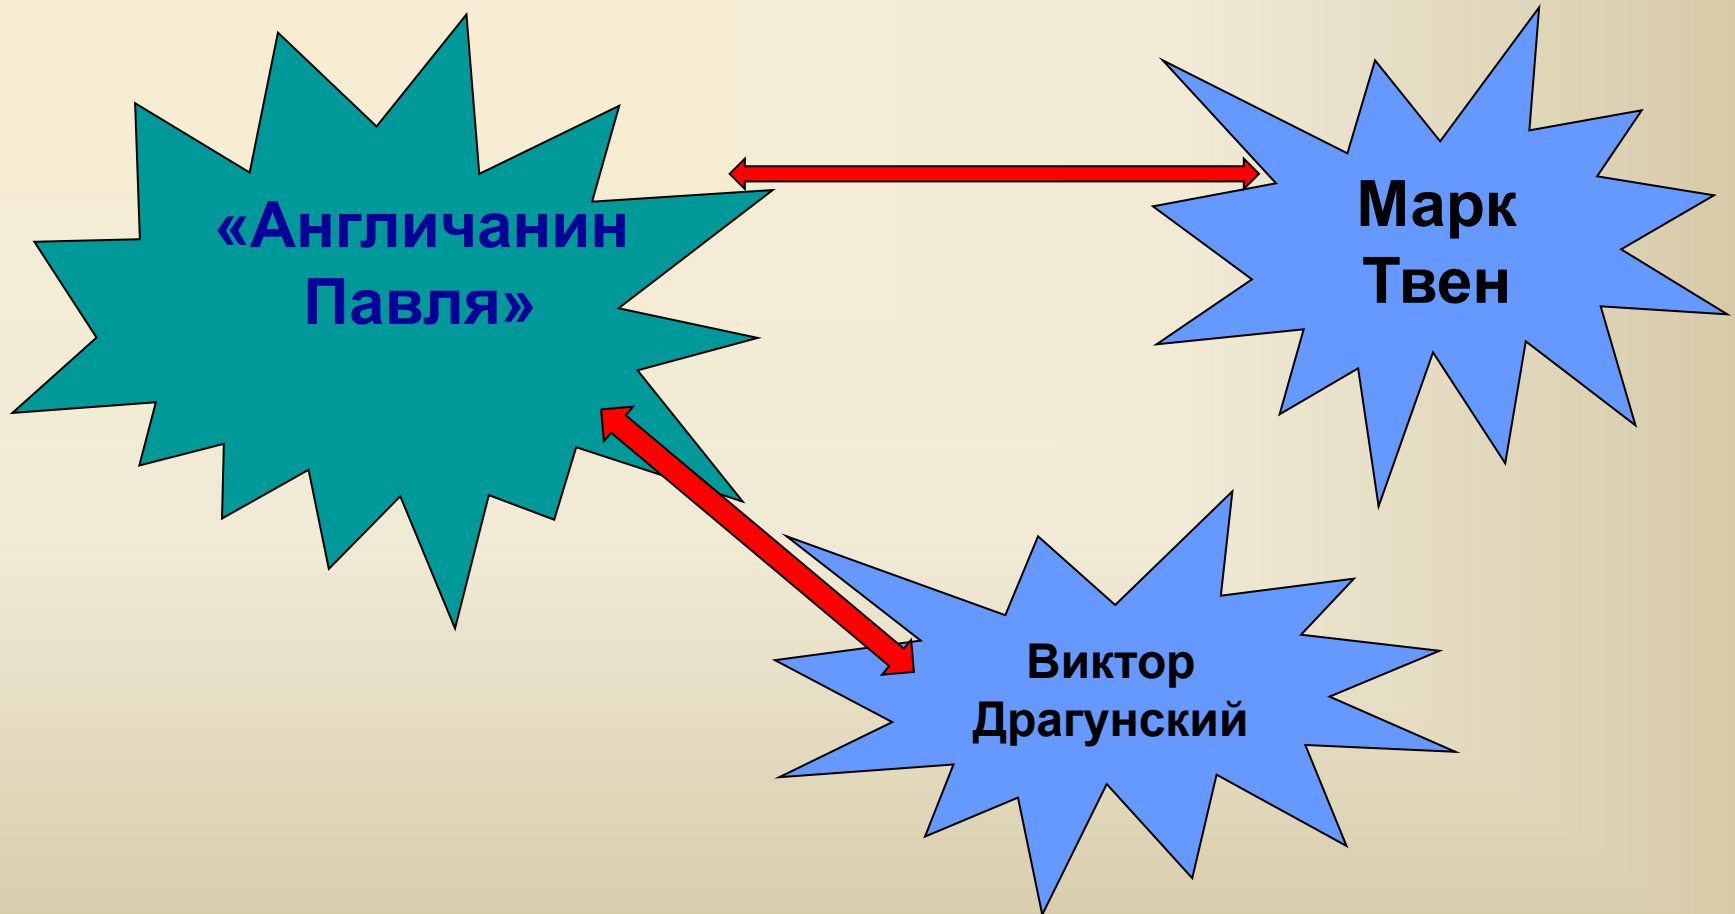 «Англичанин
Павля»
Марк
Твен
Виктор
Драгунский